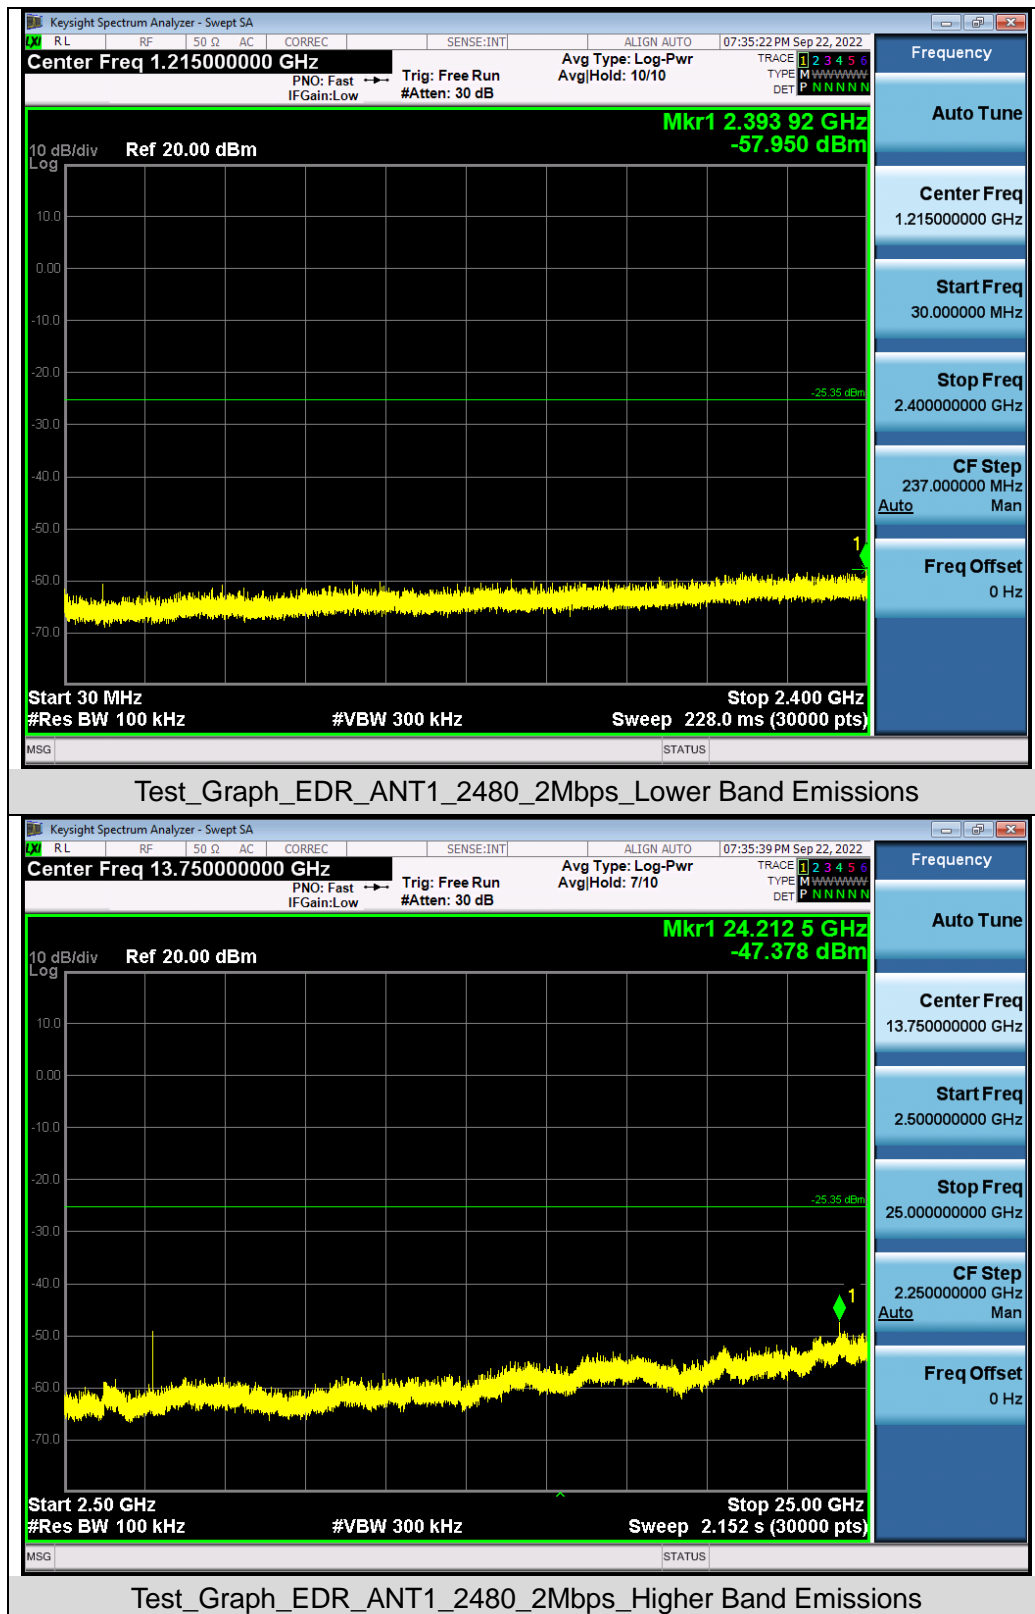 Keysight Spectrum Analyzer - Swept SA
LXI RL RF 50 Ω AC CORREC SENSE:INT ALIGN AUTO 07:35:22 PM Sep 22, 2022
Center Freq 1.215000000 GHz
Avg Type: Log-Pwr
TRACE 1 2 3 4 5 6
PNO: Fast
Trig: Free Run
Avg|Hold: 10/10
TYPE M WWWWW
IFGain:Low
#Atten: 30 dB
DET P N N N N N
Frequency
Auto Tune
Center Freq
1.215000000 GHz
Start Freq
30.000000 MHz
Stop Freq
2.400000000 GHz
CF Step
237.000000 MHz
Auto Man
Freq Offset
0 Hz
Mkr1 2.393 92 GHz
-57.950 dBm
10 dB/div Ref 20.00 dBm
Log
10.0
0.00
-10.0
-20.0
-25.35 dBm
-30.0
-40.0
-50.0
1
-60.0
-70.0
Start 30 MHz Stop 2.400 GHz
#Res BW 100 kHz #VBW 300 kHz Sweep 228.0 ms (30000 pts)
MSG STATUS
Test_Graph_EDR_ANT1_2480_2Mbps_Lower Band Emissions
Keysight Spectrum Analyzer - Swept SA
LXI RL RF 50 Ω AC CORREC SENSE:INT ALIGN AUTO 07:35:39 PM Sep 22, 2022
Center Freq 13.750000000 GHz
Avg Type: Log-Pwr
TRACE 1 2 3 4 5 6
PNO: Fast
Trig: Free Run
Avg|Hold: 7/10
TYPE M WWWWW
IFGain:Low
#Atten: 30 dB
DET P N N N N N
Frequency
Auto Tune
Center Freq
13.750000000 GHz
Start Freq
2.500000000 GHz
Stop Freq
25.000000000 GHz
CF Step
2.250000000 GHz
Auto Man
Freq Offset
0 Hz
Mkr1 24.212 5 GHz
-47.378 dBm
10 dB/div Ref 20.00 dBm
Log
10.0
0.00
-10.0
-20.0
-25.35 dBm
-30.0
-40.0
1
-50.0
-60.0
-70.0
Start 2.50 GHz Stop 25.00 GHz
#Res BW 100 kHz #VBW 300 kHz Sweep 2.152 s (30000 pts)
MSG STATUS
Test_Graph_EDR_ANT1_2480_2Mbps_Higher Band Emissions